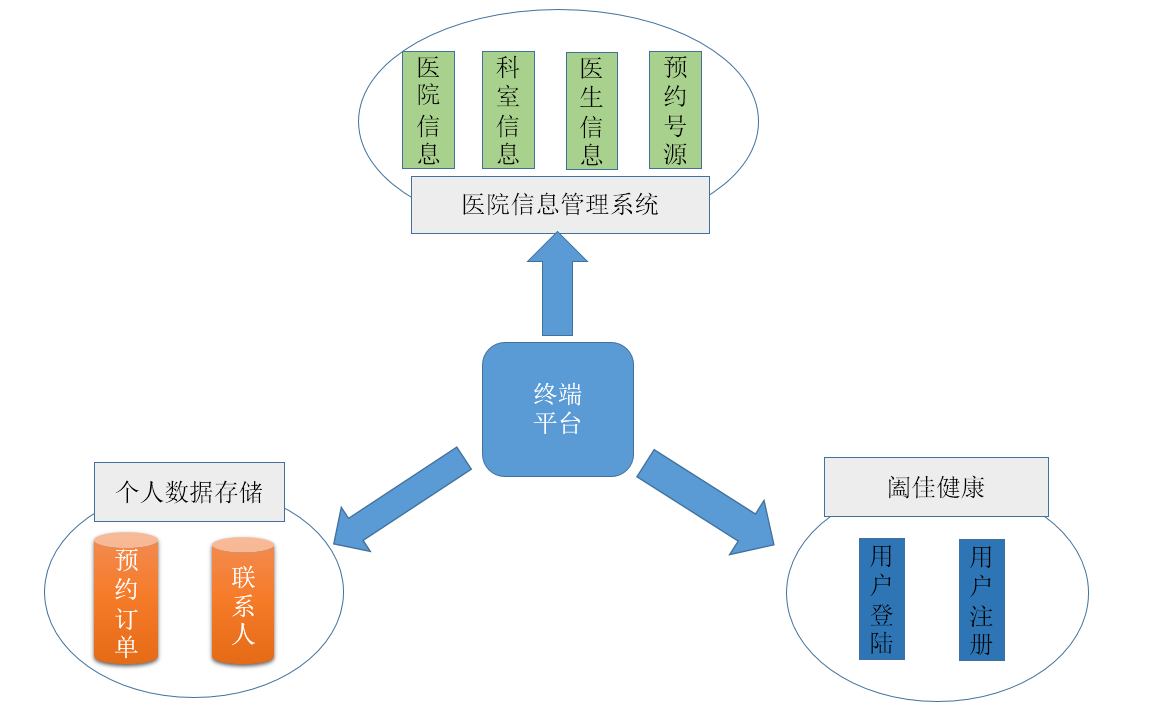 医院信息
科室信息
医生信息
预约号源
医院信息管理系统
终端
平台
个人数据存储
预约订单
联系人
阖佳健康
用户登陆
用户注册